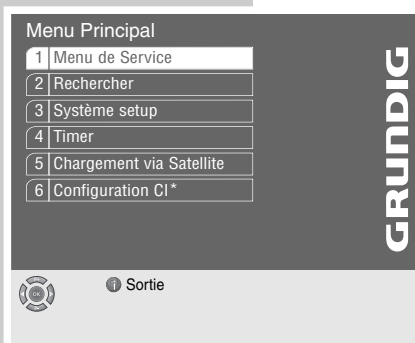 Menu Principal
1 Menu de Service
2 Rechercher
3 Système setup
4 Timer
5 Chargement via Satellite
6 Configuration CI*
GRUNDIG
OK
i Sortie